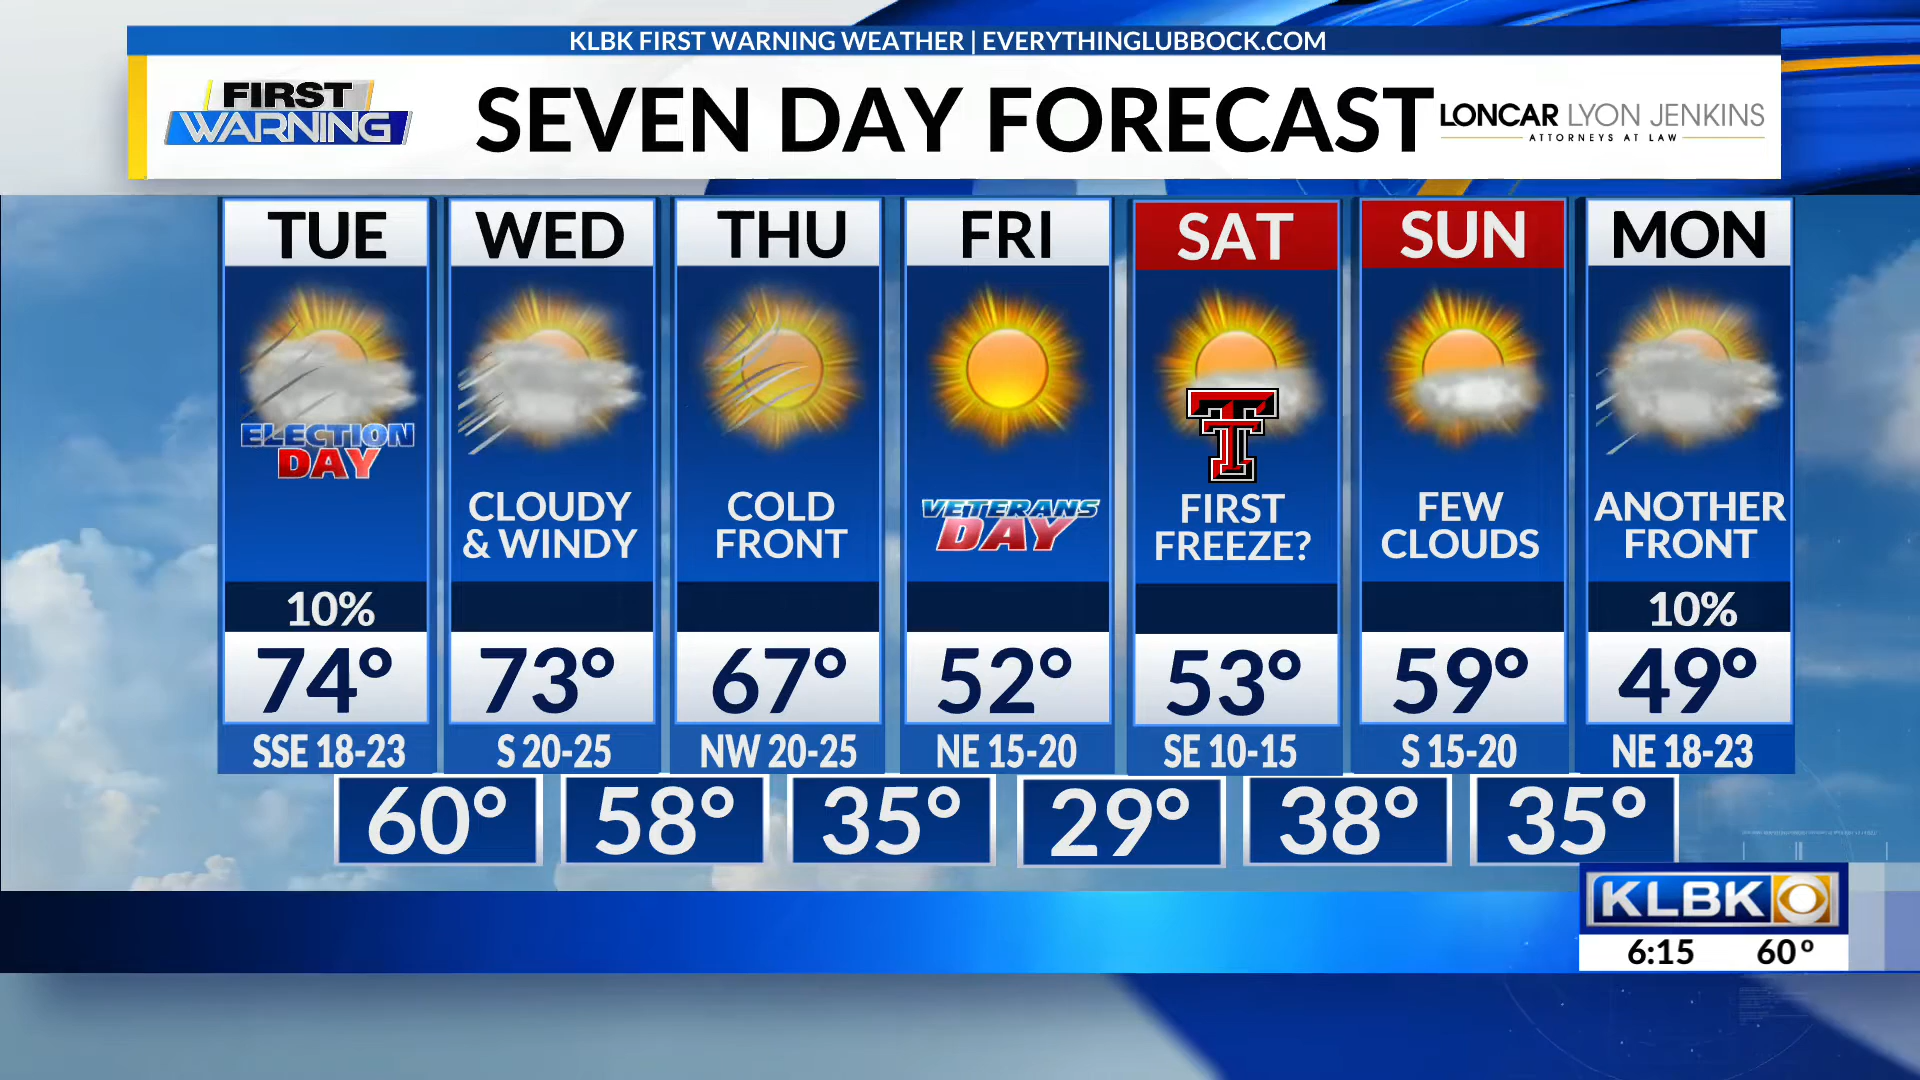 KLBK FIRST WARNING WEATHER | EVERYTHINGLUBBOCK.COM
FIRST
WARNING
SEVEN DAY FORECAST
LONCAR LYON JENKINS
ATTORNEYS AT LAW
TUE
ELECTION
DAY
10%
74°
SSE 18-23
WED
CLOUDY
& WINDY
73°
S 20-25
THU
COLD
FRONT
67°
NW 20-25
FRI
VETERANS
DAY
52°
NE 15-20
SAT
T
FIRST
FREEZE?
53°
SE 10-15
SUN
FEW
CLOUDS
59°
S 15-20
MON
ANOTHER
FRONT
10%
49°
NE 18-23
60° 58° 35° 29° 38° 35°
KLBK
6:15 60°